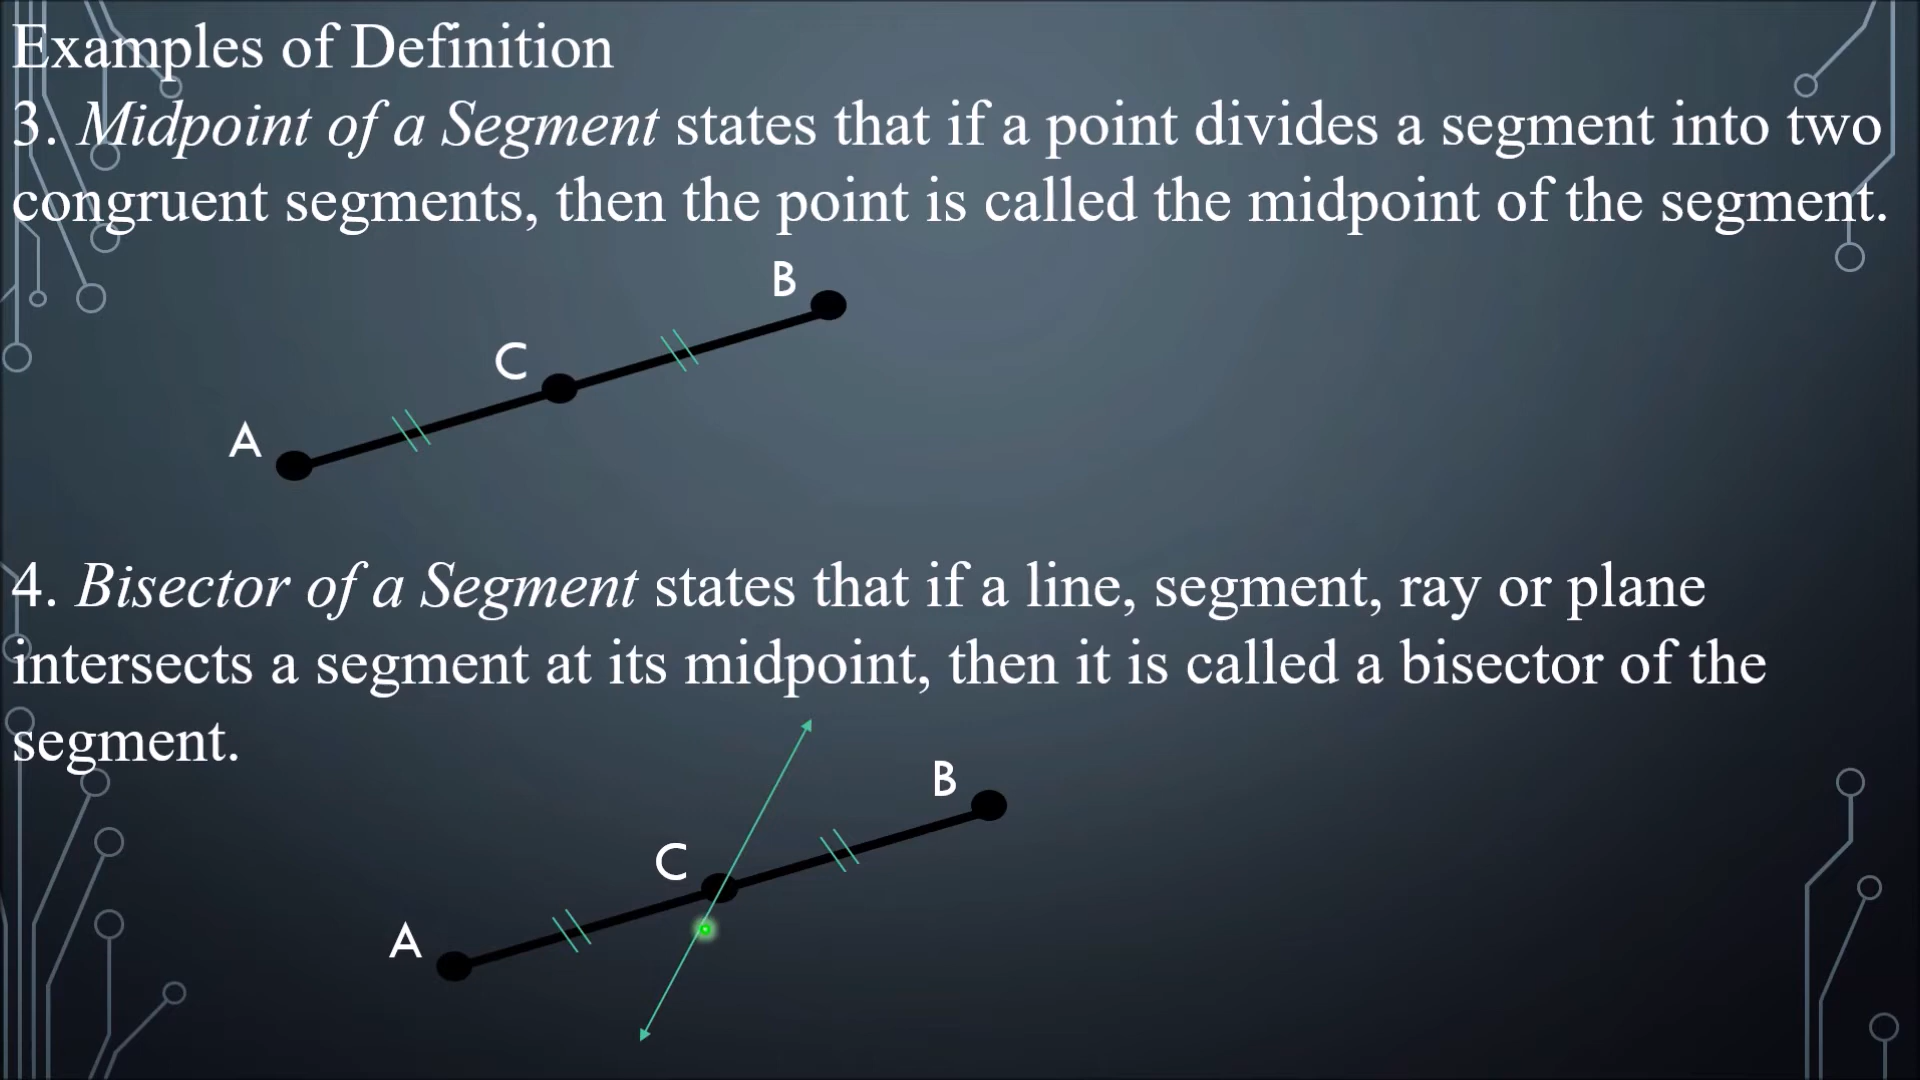 Examples of Definition
3. Midpoint of a Segment states that if a point divides a segment into two
congruent segments, then the point is called the midpoint of the segment.
B
C
A
4. Bisector of a Segment states that if a line, segment, ray or plane
intersects a segment at its midpoint, then it is called a bisector of the
segment.
B
C
A